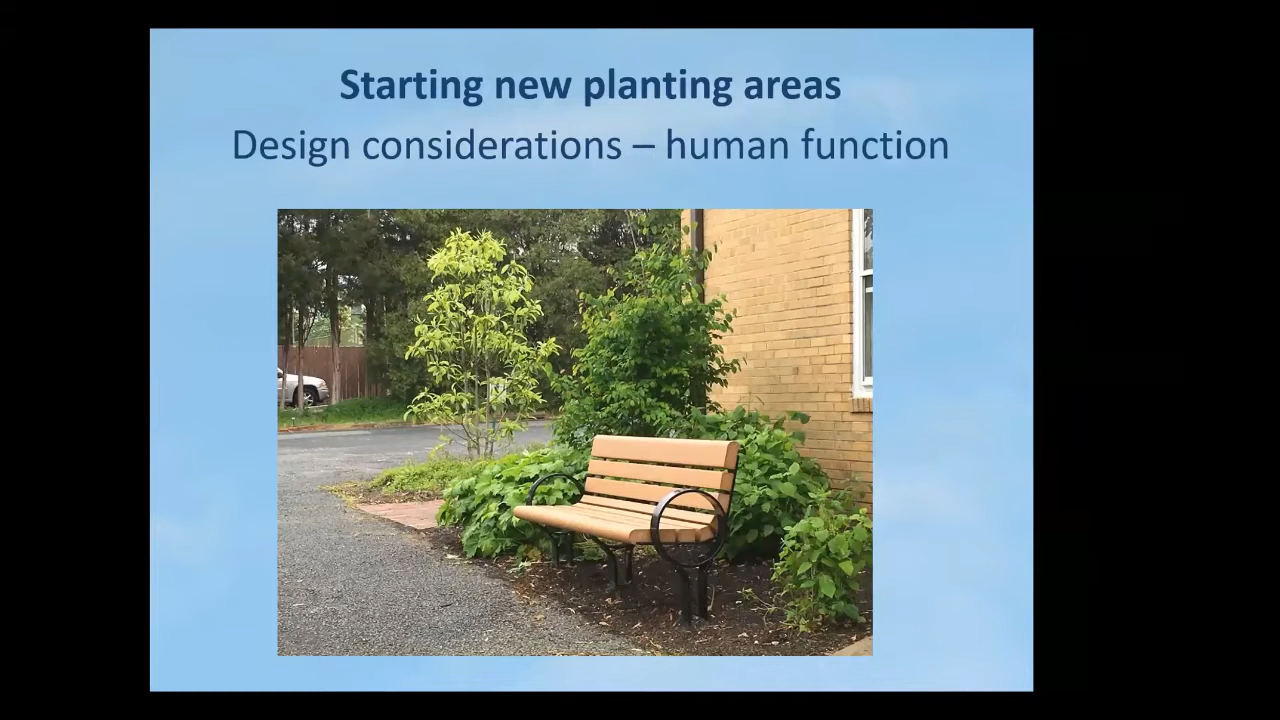 Starting new planting areas
Design considerations – human function